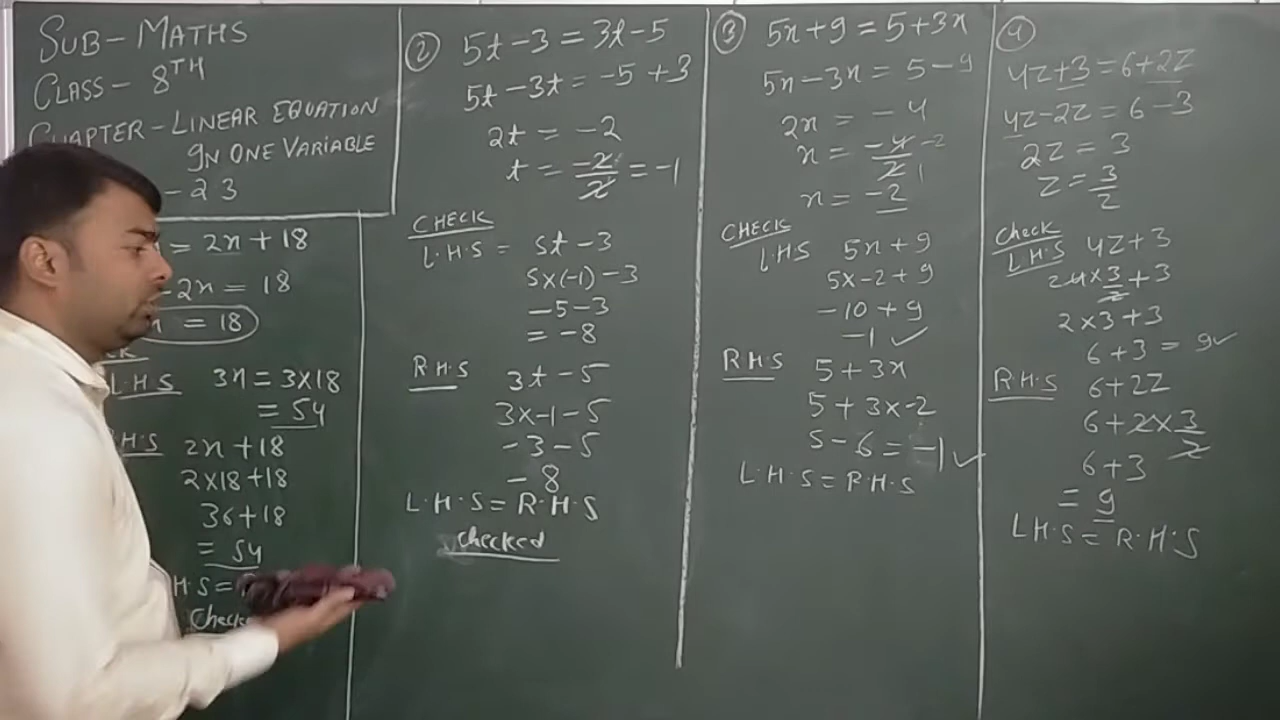 SUB- MATHS
CLASS- 8TH
CHAPTER- LINEAR EQUATION
IN ONE VARIABLE
-2 3
= 2x + 18
-2x = 18
x = 18
L.H.S 3x = 3x18
= 54
H.S 2x + 18
2x18+18
36+18
= 54
H.S =
② 5t - 3 = 3t - 5
5t - 3t = -5 + 3
2t = -2
t = -2/2 = -1
CHECK
L.H.S = 5t - 3
5x(-1) - 3
-5 - 3
= -8
R.H.S 3t - 5
3x-1-5
-3-5
-8
L.H.S = R.H.S
checked
③ 5x + 9 = 5 + 3x
5x - 3x = 5 - 9
2x = -4
x = -4/2 -2 1
x = -2
CHECK
L.H.S 5x + 9
5x-2+9
-10 + 9
-1 ✓
R.H.S 5 + 3x
5 + 3x-2
5 - 6 = -1 ✓
L.H.S = R.H.S
④
4z+3 = 6+2z
4z-2z = 6-3
2z = 3
z = 3/2
Check
L.H.S 4z+3
2 4x3/2 + 3
2x3+3
6+3 = 9✓
R.H.S 6+2z
6+2x3/2
6+3
= 9
L.H.S = R.H.S